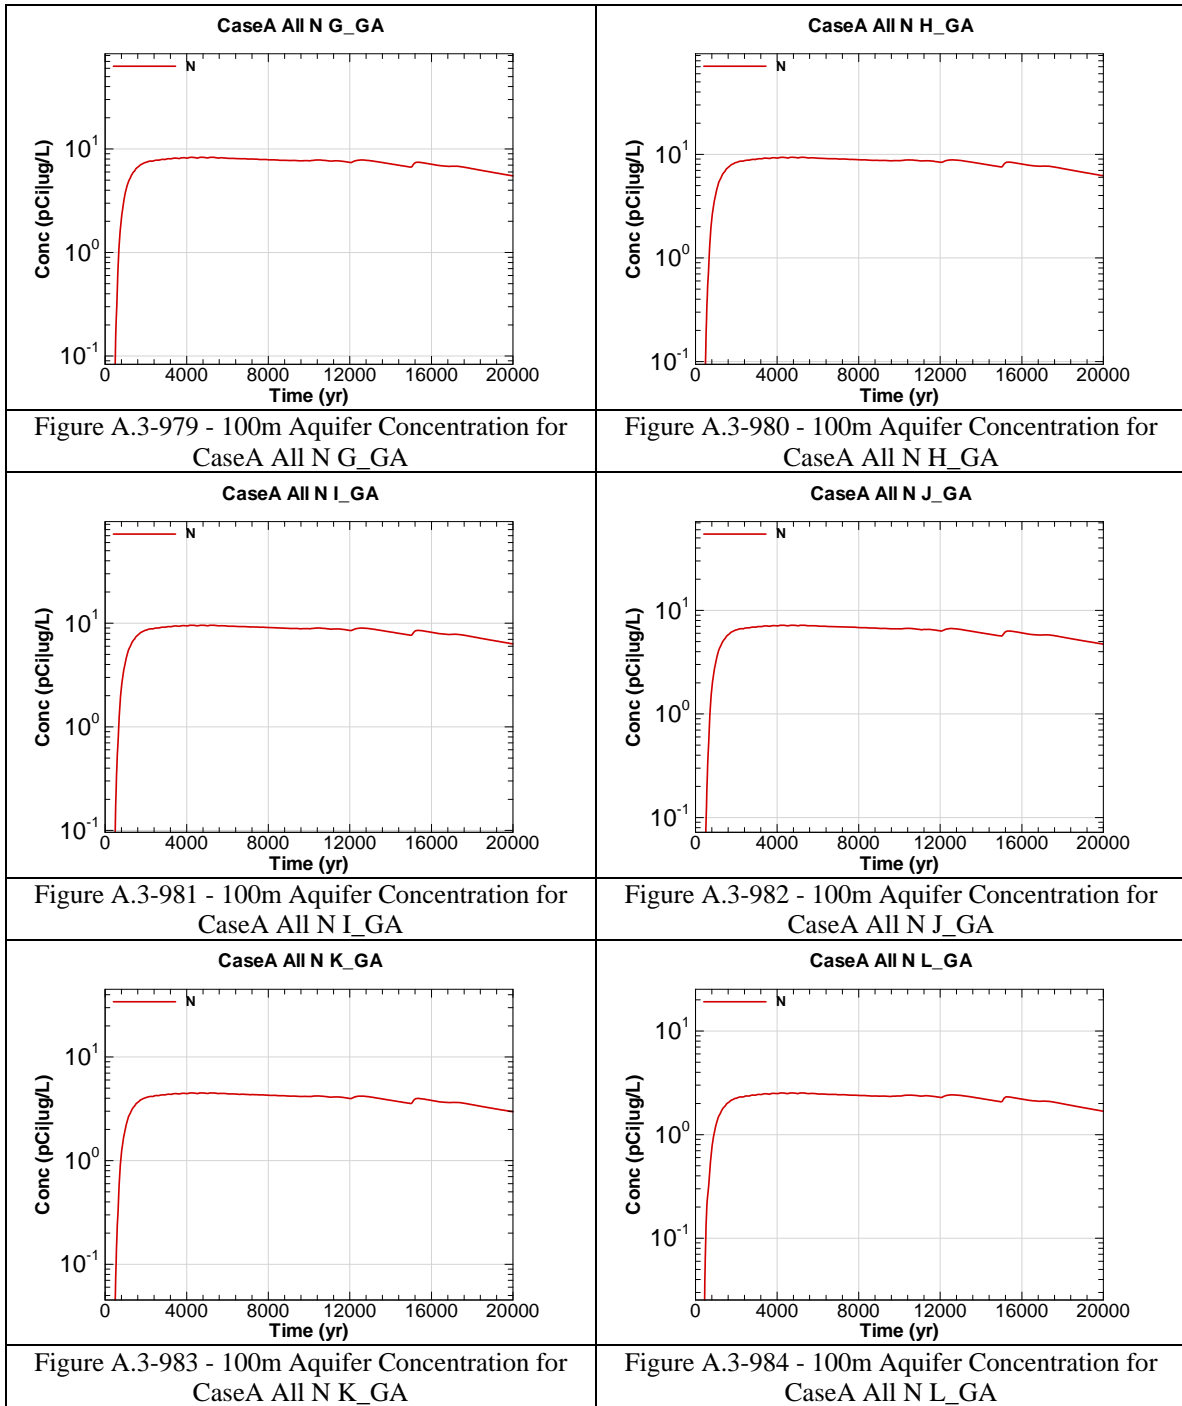 CaseA All N G_GA
N
Conc (pCi|ug/L)
10^1
10^0
10^-1
0 4000 8000 12000 16000 20000
Time (yr)
Figure A.3-979 - 100m Aquifer Concentration for
CaseA All N G_GA
CaseA All N H_GA
N
Conc (pCi|ug/L)
10^1
10^0
10^-1
0 4000 8000 12000 16000 20000
Time (yr)
Figure A.3-980 - 100m Aquifer Concentration for
CaseA All N H_GA
CaseA All N I_GA
N
Conc (pCi|ug/L)
10^1
10^0
10^-1
0 4000 8000 12000 16000 20000
Time (yr)
Figure A.3-981 - 100m Aquifer Concentration for
CaseA All N I_GA
CaseA All N J_GA
N
Conc (pCi|ug/L)
10^1
10^0
10^-1
0 4000 8000 12000 16000 20000
Time (yr)
Figure A.3-982 - 100m Aquifer Concentration for
CaseA All N J_GA
CaseA All N K_GA
N
Conc (pCi|ug/L)
10^1
10^0
10^-1
0 4000 8000 12000 16000 20000
Time (yr)
Figure A.3-983 - 100m Aquifer Concentration for
CaseA All N K_GA
CaseA All N L_GA
N
Conc (pCi|ug/L)
10^1
10^0
10^-1
0 4000 8000 12000 16000 20000
Time (yr)
Figure A.3-984 - 100m Aquifer Concentration for
CaseA All N L_GA